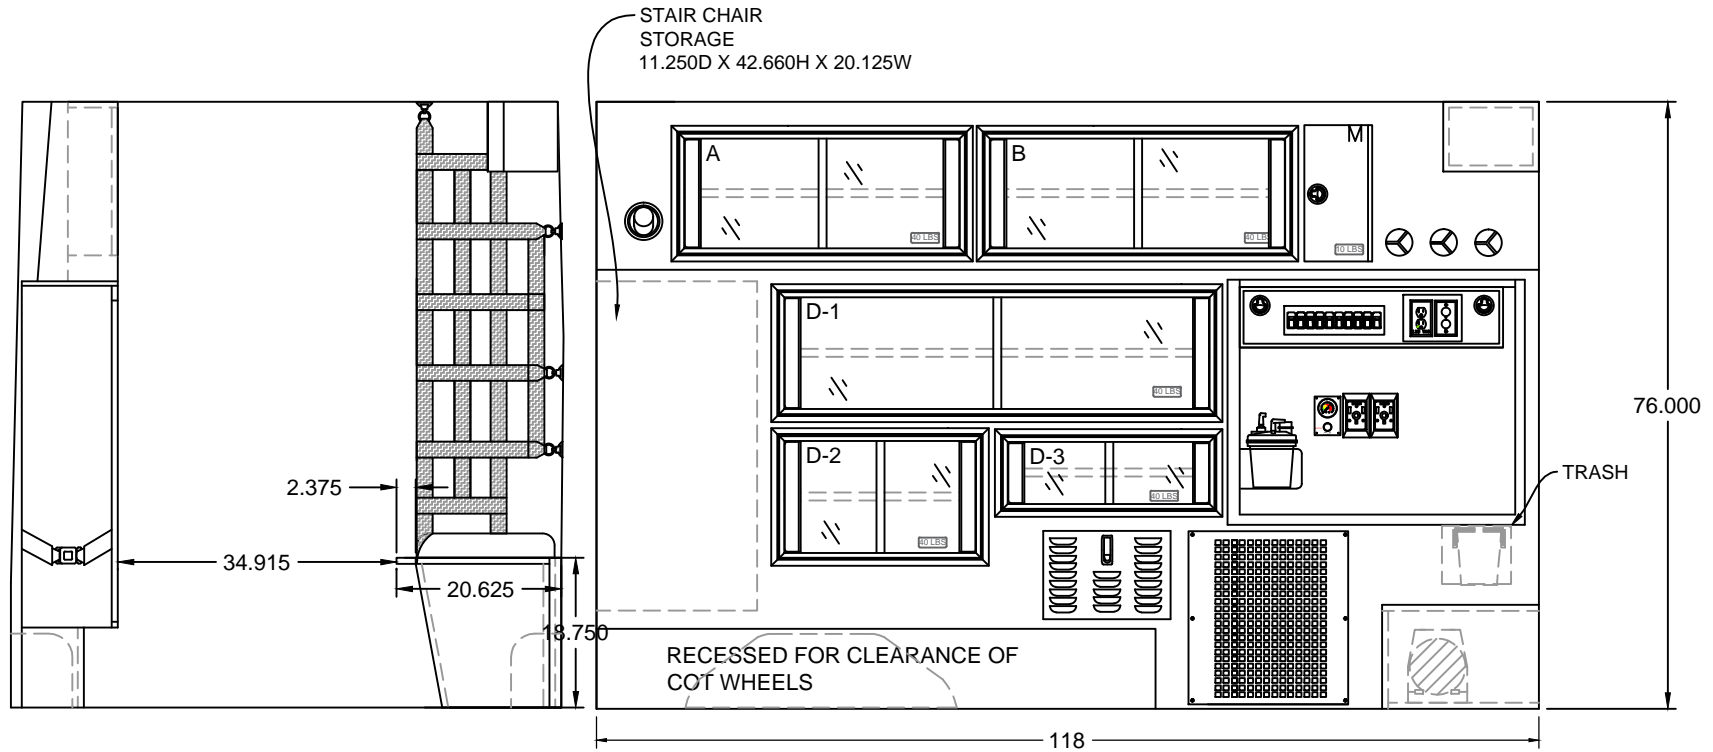 STAIR CHAIR
STORAGE
11.250D X 42.660H X 20.125W
A
B
M
40 LBS
40 LBS
10 LBS
D-1
40 LBS
76.000
D-2
D-3
40 LBS
40 LBS
TRASH
2.375
34.915
20.625
18.750
RECESSED FOR CLEARANCE OF
COT WHEELS
118